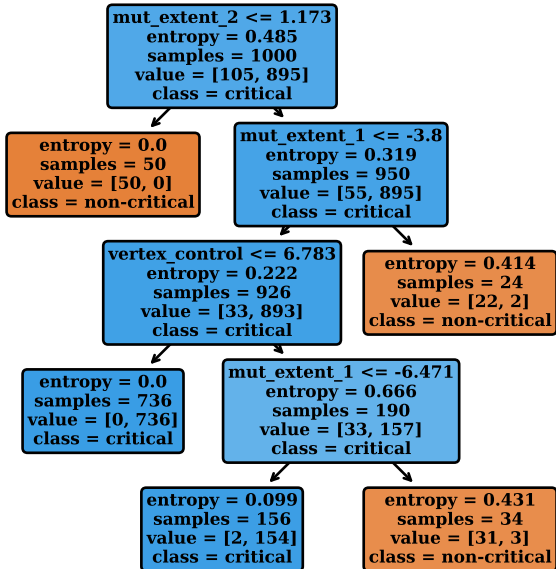 mut_extent_2 <= 1.173
entropy = 0.485
samples = 1000
value = [105, 895]
class = critical
entropy = 0.0
samples = 50
value = [50, 0]
class = non-critical
mut_extent_1 <= -3.8
entropy = 0.319
samples = 950
value = [55, 895]
class = critical
vertex_control <= 6.783
entropy = 0.222
samples = 926
value = [33, 893]
class = critical
entropy = 0.414
samples = 24
value = [22, 2]
class = non-critical
entropy = 0.0
samples = 736
value = [0, 736]
class = critical
mut_extent_1 <= -6.471
entropy = 0.666
samples = 190
value = [33, 157]
class = critical
entropy = 0.099
samples = 156
value = [2, 154]
class = critical
entropy = 0.431
samples = 34
value = [31, 3]
class = non-critical